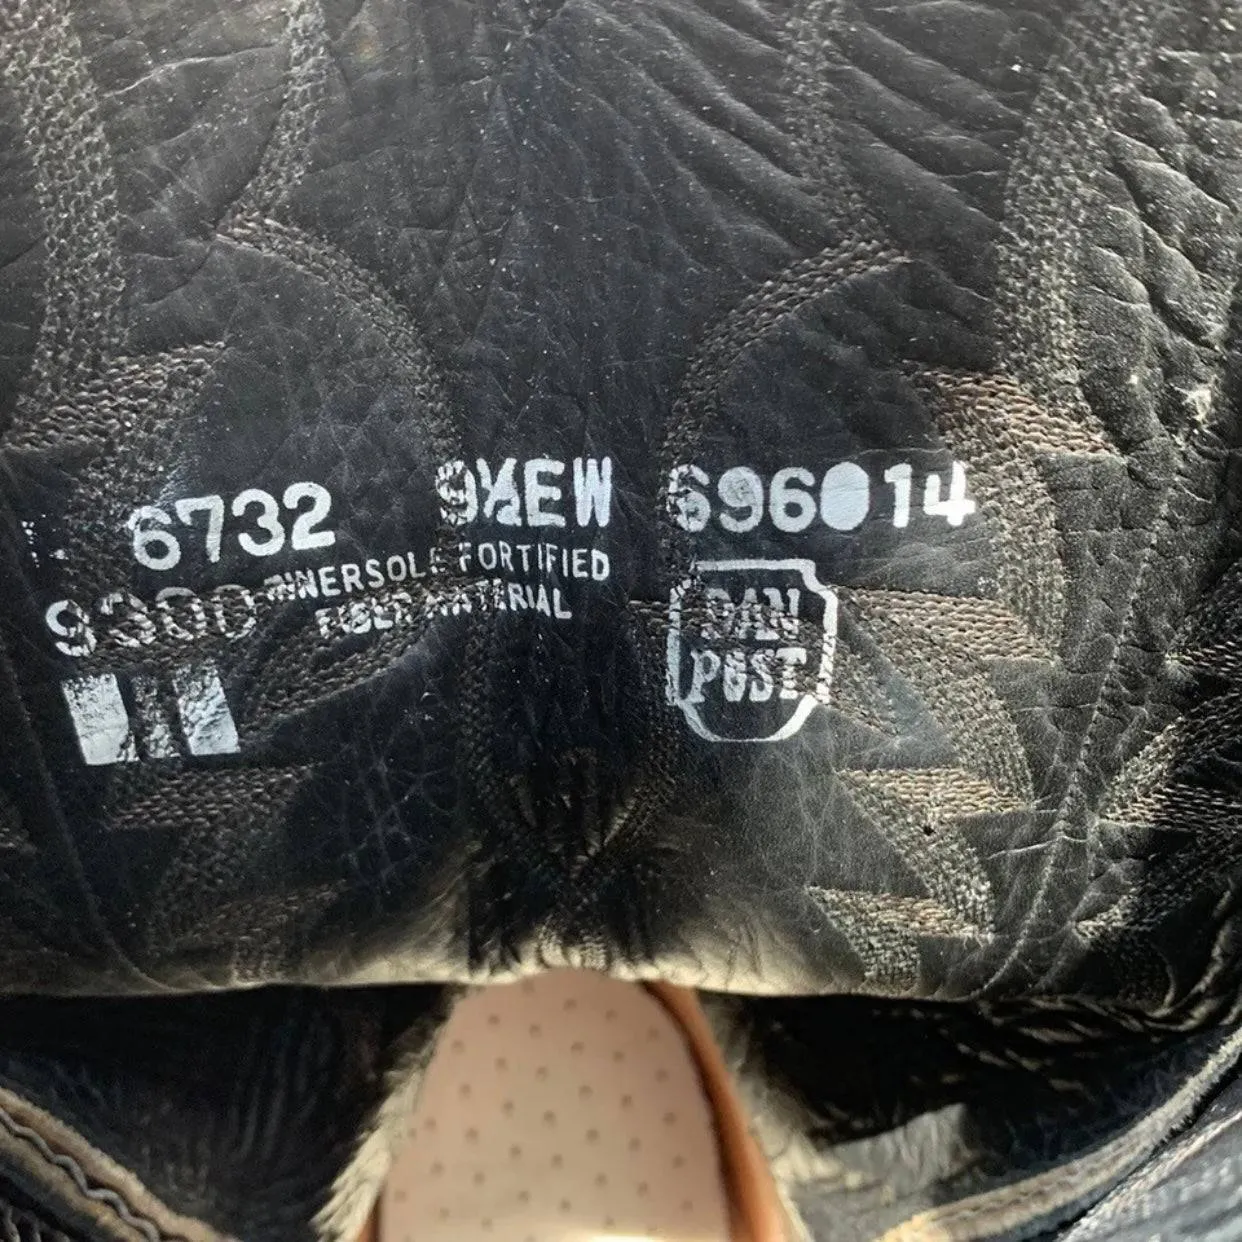 6732 9½EW 696014
INNERSOLE FORTIFIED
9300 FIBER MATERIAL
DAN
POST